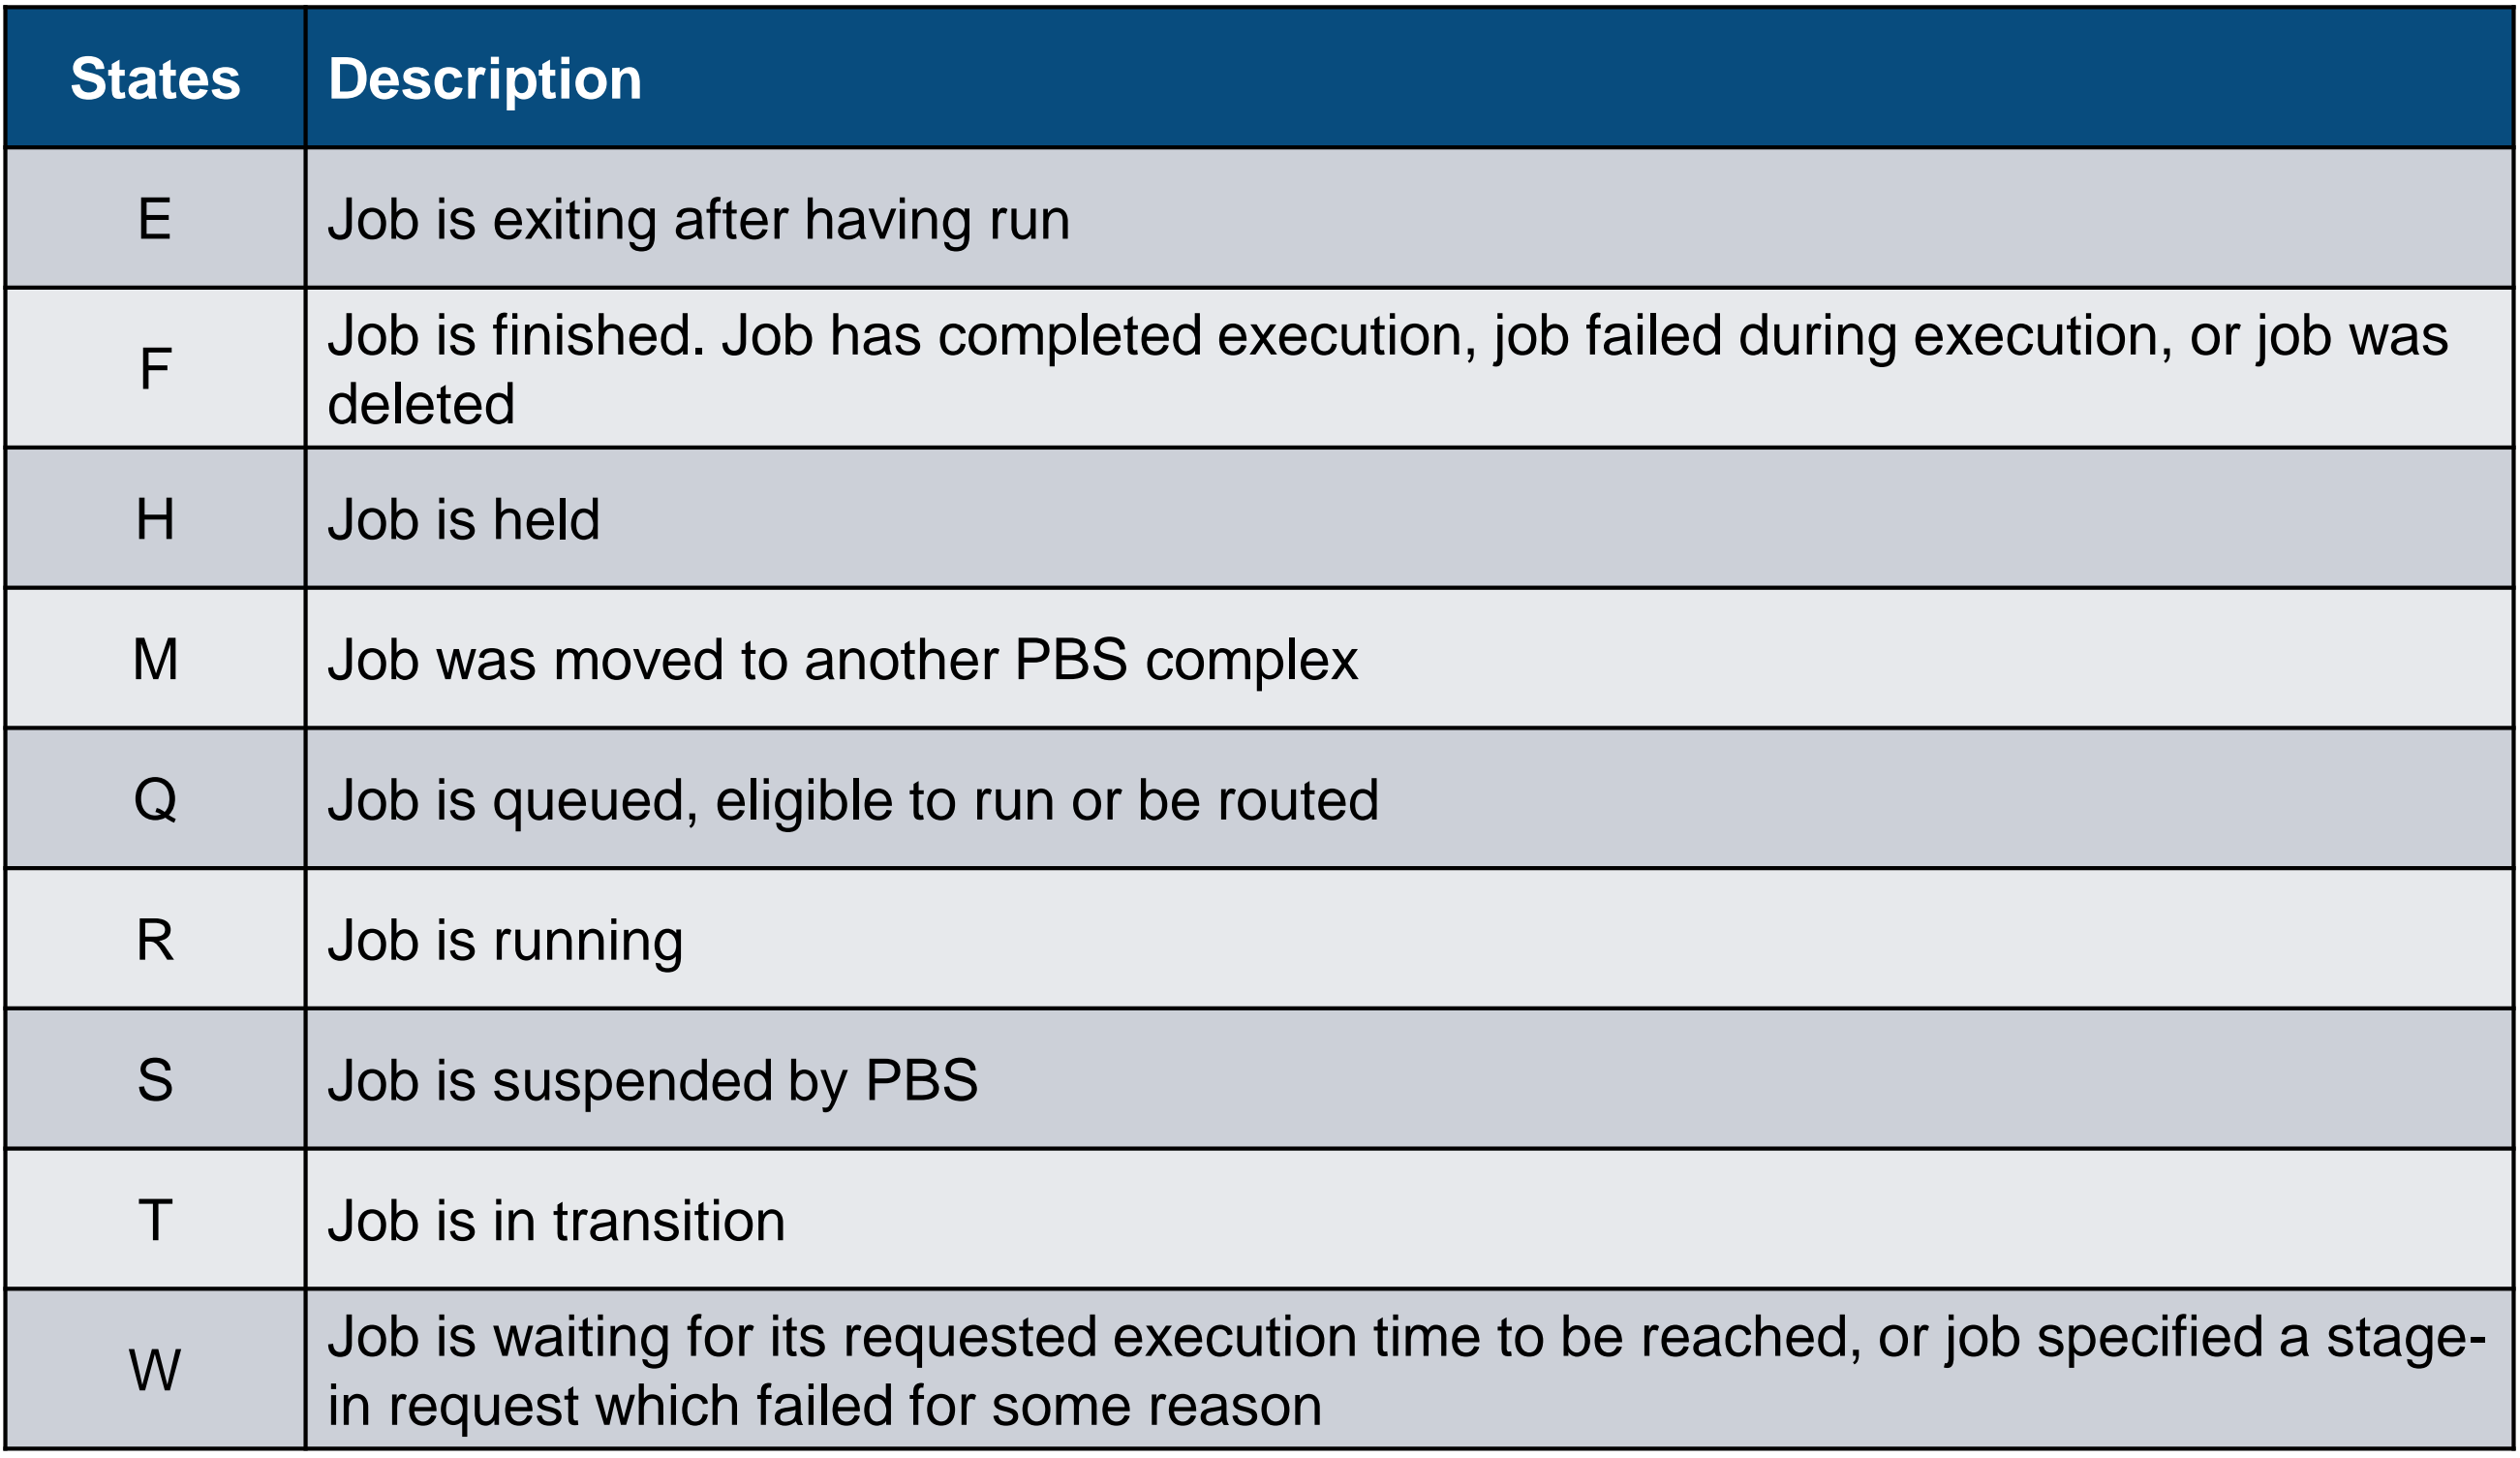 States Description
E Job is exiting after having run
F Job is finished. Job has completed execution, job failed during execution, or job was
deleted
H Job is held
M Job was moved to another PBS complex
Q Job is queued, eligible to run or be routed
R Job is running
S Job is suspended by PBS
T Job is in transition
W Job is waiting for its requested execution time to be reached, or job specified a stage-
in request which failed for some reason